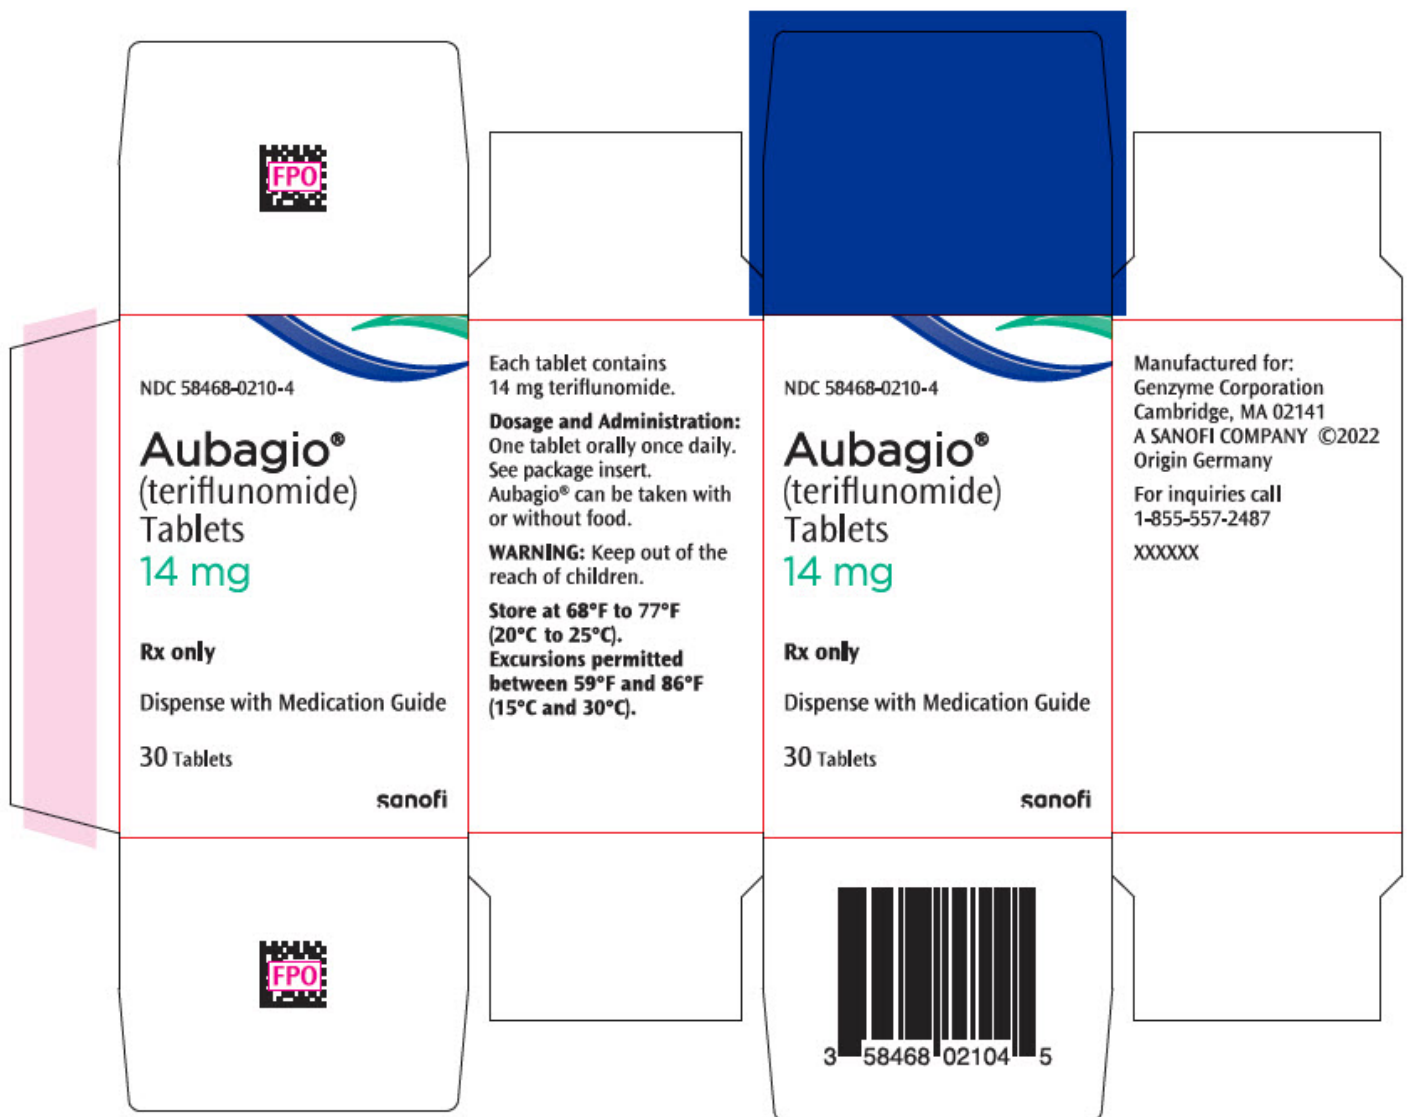 FPO
NDC 58468-0210-4
Aubagio®
(teriflunomide)
Tablets
14 mg
Rx only
Dispense with Medication Guide
30 Tablets
sanofi
FPO
Each tablet contains
14 mg teriflunomide.
Dosage and Administration:
One tablet orally once daily.
See package insert.
Aubagio® can be taken with
or without food.
WARNING: Keep out of the
reach of children.
Store at 68°F to 77°F
(20°C to 25°C).
Excursions permitted
between 59°F and 86°F
(15°C and 30°C).
NDC 58468-0210-4
Aubagio®
(teriflunomide)
Tablets
14 mg
Rx only
Dispense with Medication Guide
30 Tablets
sanofi
3 58468 02104 5
Manufactured for:
Genzyme Corporation
Cambridge, MA 02141
A SANOFI COMPANY ©2022
Origin Germany
For inquiries call
1-855-557-2487
XXXXXX